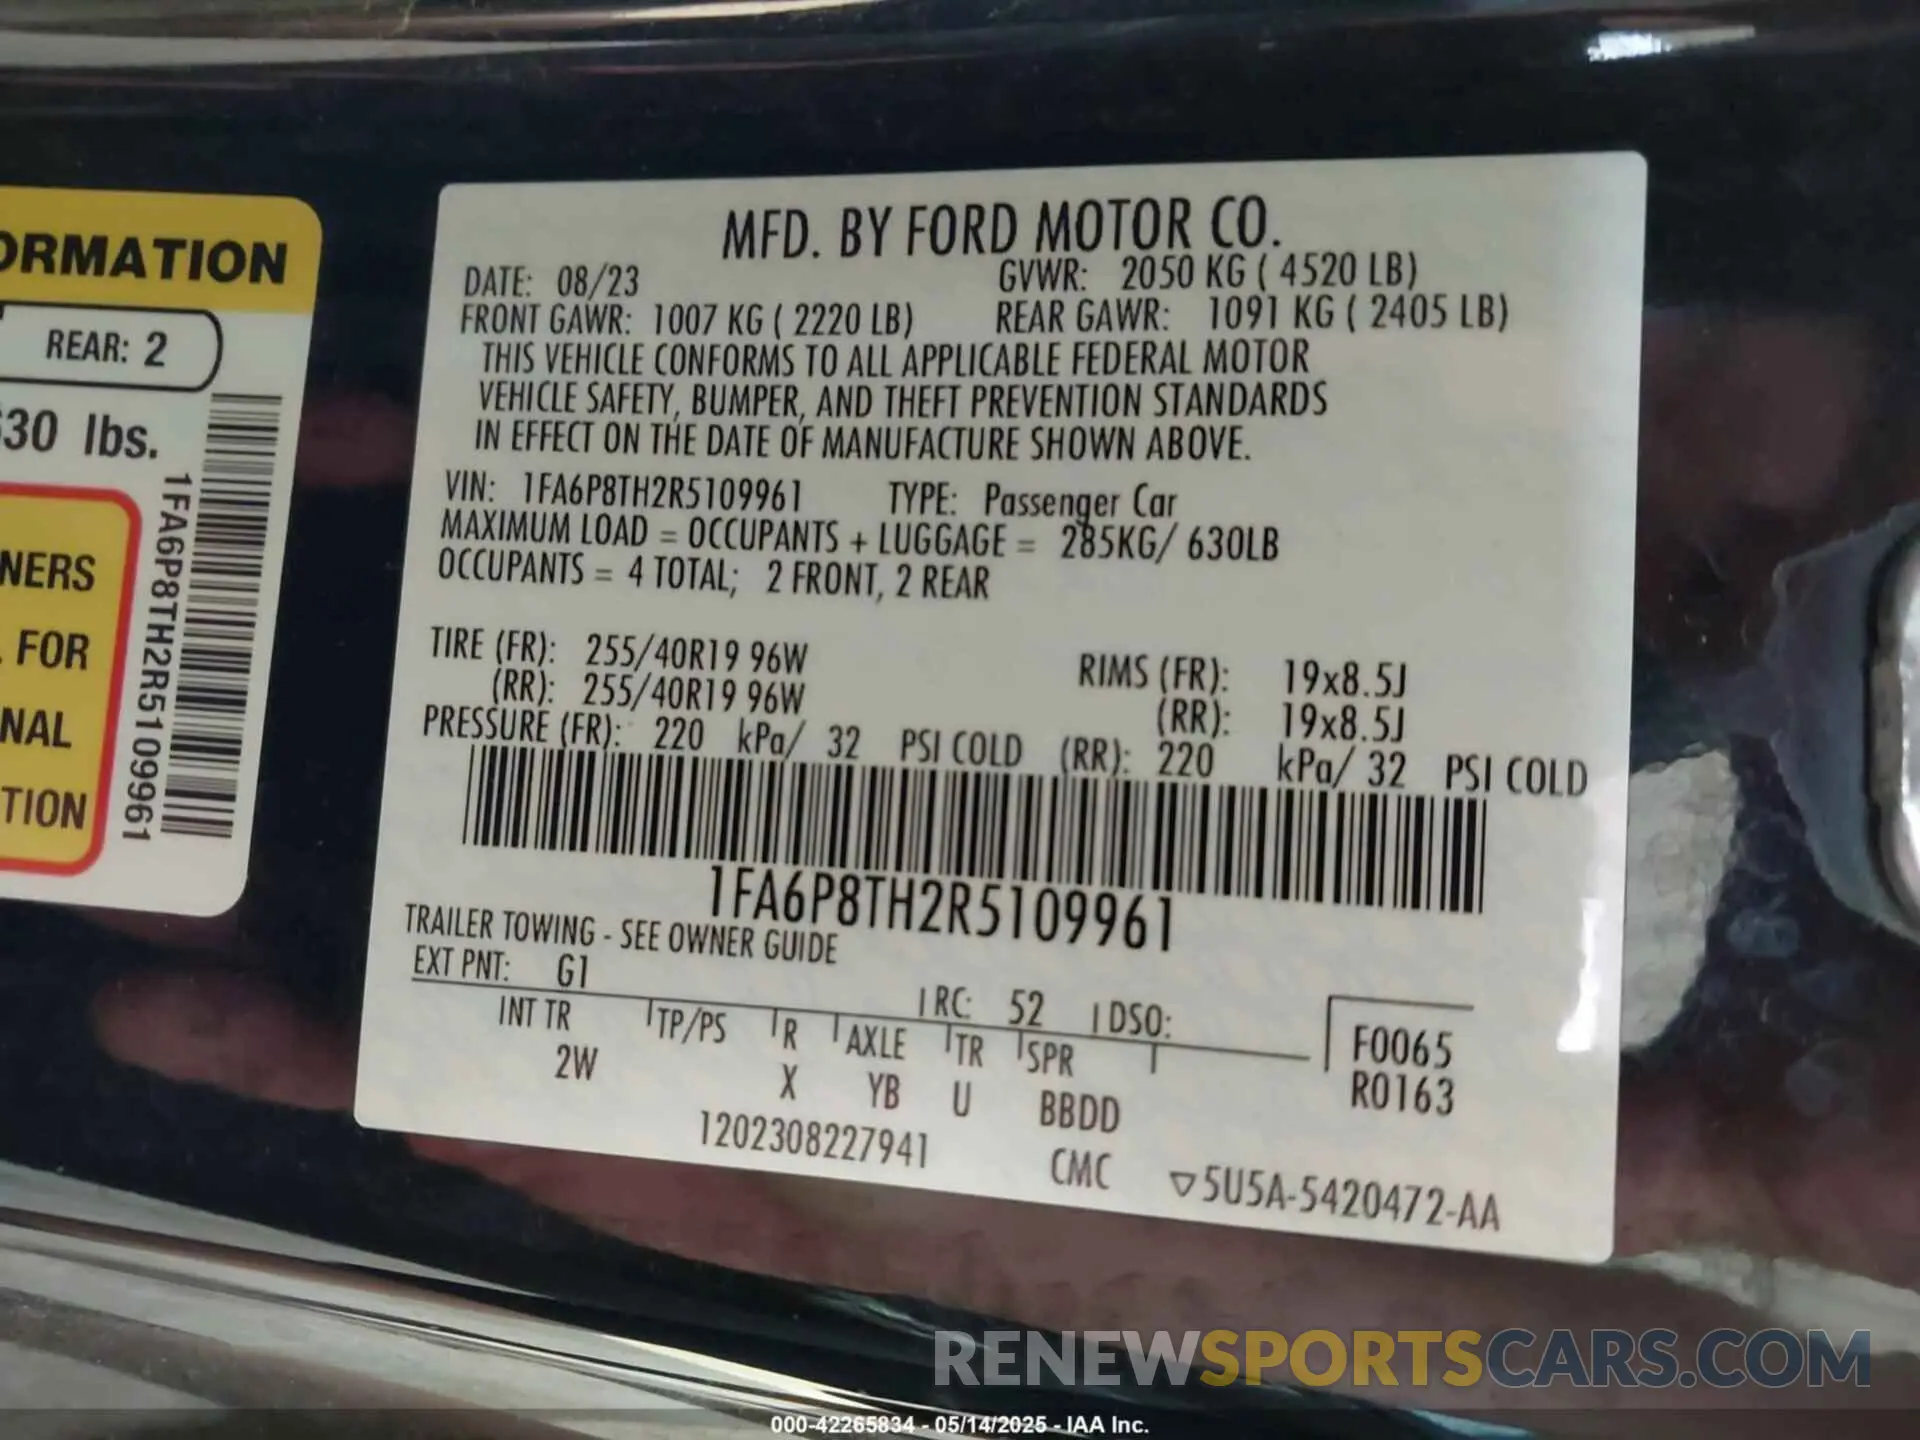 ORMATION
REAR: 2
30 lbs.
NERS
FOR
NAL
TION
1FA6P8TH2R5109961
MFD. BY FORD MOTOR CO.
DATE: 08/23 GVWR: 2050 KG ( 4520 LB)
FRONT GAWR: 1007 KG ( 2220 LB) REAR GAWR: 1091 KG ( 2405 LB)
THIS VEHICLE CONFORMS TO ALL APPLICABLE FEDERAL MOTOR
VEHICLE SAFETY, BUMPER, AND THEFT PREVENTION STANDARDS
IN EFFECT ON THE DATE OF MANUFACTURE SHOWN ABOVE.
VIN: 1FA6P8TH2R5109961 TYPE: Passenger Car
MAXIMUM LOAD = OCCUPANTS + LUGGAGE = 285KG/ 630LB
OCCUPANTS = 4 TOTAL; 2 FRONT, 2 REAR
TIRE (FR): 255/40R19 96W RIMS (FR): 19x8.5J
(RR): 255/40R19 96W (RR): 19x8.5J
PRESSURE (FR): 220 kPa/ 32 PSI COLD (RR): 220 kPa/ 32 PSI COLD
1FA6P8TH2R5109961
TRAILER TOWING - SEE OWNER GUIDE
EXT PNT: G1 RC: 52 DSO:
INT TR TP/PS R AXLE TR SPR F0065
2W X YB U BBDD R0163
1202308227941 CMC ▽5U5A-5420472-AA
RENEWSPORTSCARS.COM
000-42265834 - 05/14/2025 - IAA Inc.